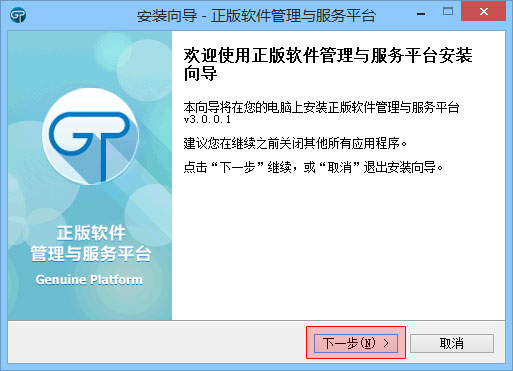 安装向导 - 正版软件管理与服务平台
欢迎使用正版软件管理与服务平台安装
向导
本向导将在您的电脑上安装正版软件管理与服务平台
v3.0.0.1
建议您在继续之前关闭其他所有应用程序。
点击“下一步”继续，或“取消”退出安装向导。
GP
正版软件
管理与服务平台
Genuine Platform
下一步(N) >
取消